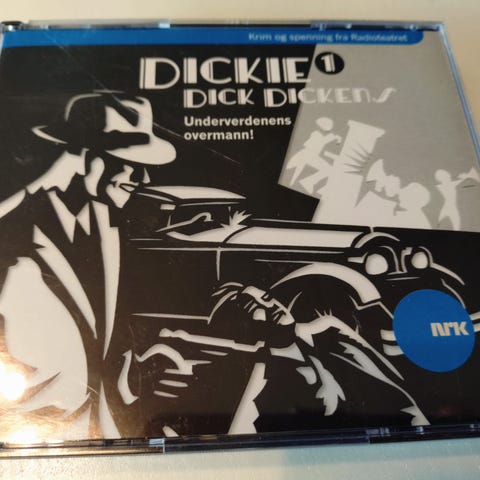 Krim og spenning fra Radioteatret
DICKIE 1
DICK DICKENS
Underverdenens
overmann!
NRK